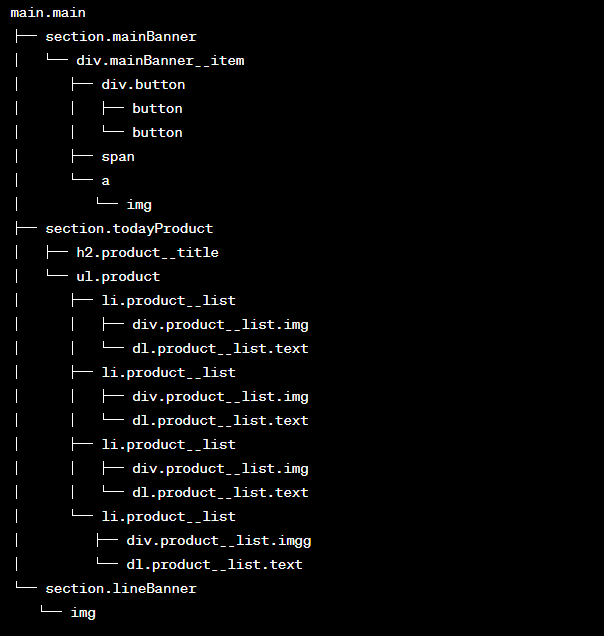 main.main
├── section.mainBanner
│   └── div.mainBanner__item
│       ├── div.button
│       │   ├── button
│       │   └── button
│       ├── span
│       └── a
│           └── img
├── section.todayProduct
│   ├── h2.product__title
│   └── ul.product
│       ├── li.product__list
│       │   ├── div.product__list.img
│       │   └── dl.product__list.text
│       ├── li.product__list
│       │   ├── div.product__list.img
│       │   └── dl.product__list.text
│       ├── li.product__list
│       │   ├── div.product__list.img
│       │   └── dl.product__list.text
│       └── li.product__list
│           ├── div.product__list.imgg
│           └── dl.product__list.text
└── section.lineBanner
    └── img